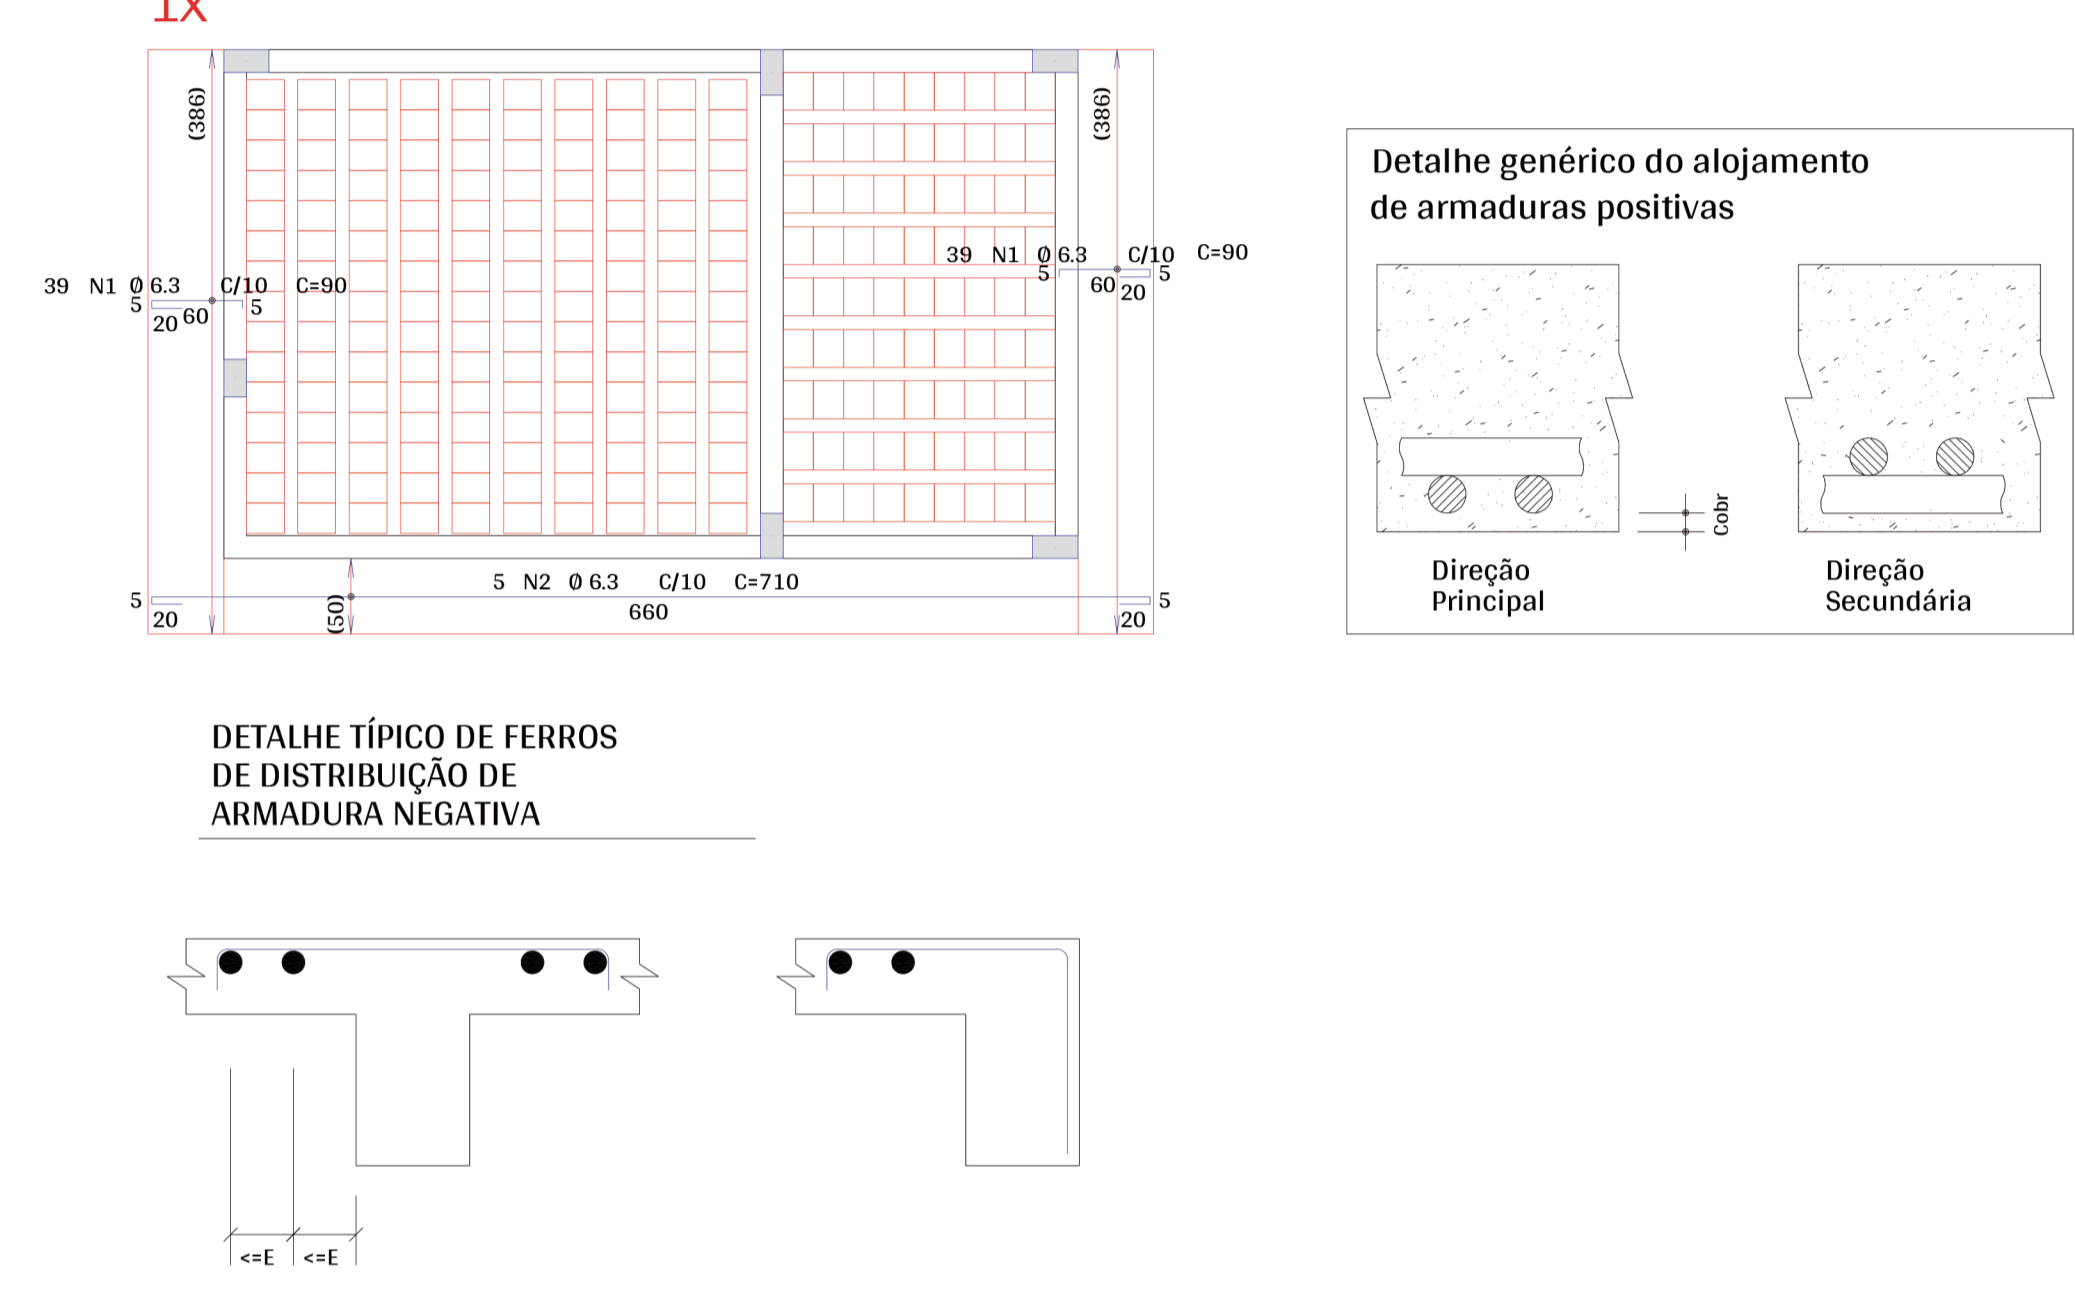 1X
(386)
(386)
39 N1 Ø 6.3 C/10 C=90
5
20 60
5
39 N1 Ø 6.3 C/10 C=90
5
60
20
5
5 N2 Ø 6.3 C/10 C=710
660
5
20
(50)
20
5
Detalhe genérico do alojamento
de armaduras positivas
Cobr
Direção
Principal
Direção
Secundária
DETALHE TÍPICO DE FERROS
DE DISTRIBUIÇÃO DE
ARMADURA NEGATIVA
<=E <=E